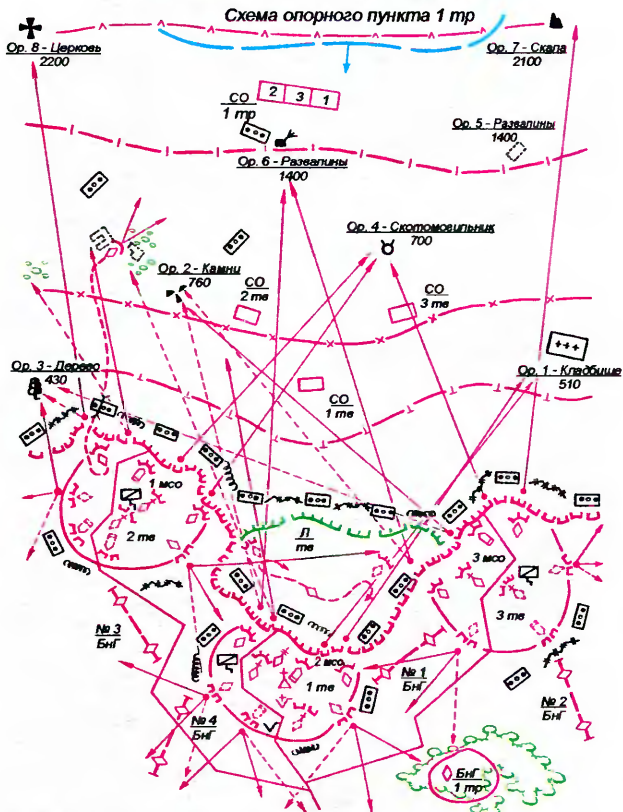 Схема опорного пункта 1 тр
Ор. 8 - Церковь
2200
Ор. 7 - Скала
2100
2 3 1
СО
1 тр
Ор. 5 - Развалины
1400
Ор. 6 - Развалины
1400
Ор. 4 - Скотомогильник
700
Ор. 2 - Камни
760
СО
2 тв
СО
3 тв
Ор. 3 - Дерево
430
Ор. 1 - Кладбище
510
СО
1 тв
1 мсо
2 тв
Л
тв
3 мсо
3 тв
№ 3
БнГ
2 мсо
1 тв
№ 1
БнГ
№ 2
БнГ
№ 4
БнГ
БнГ
1 тр